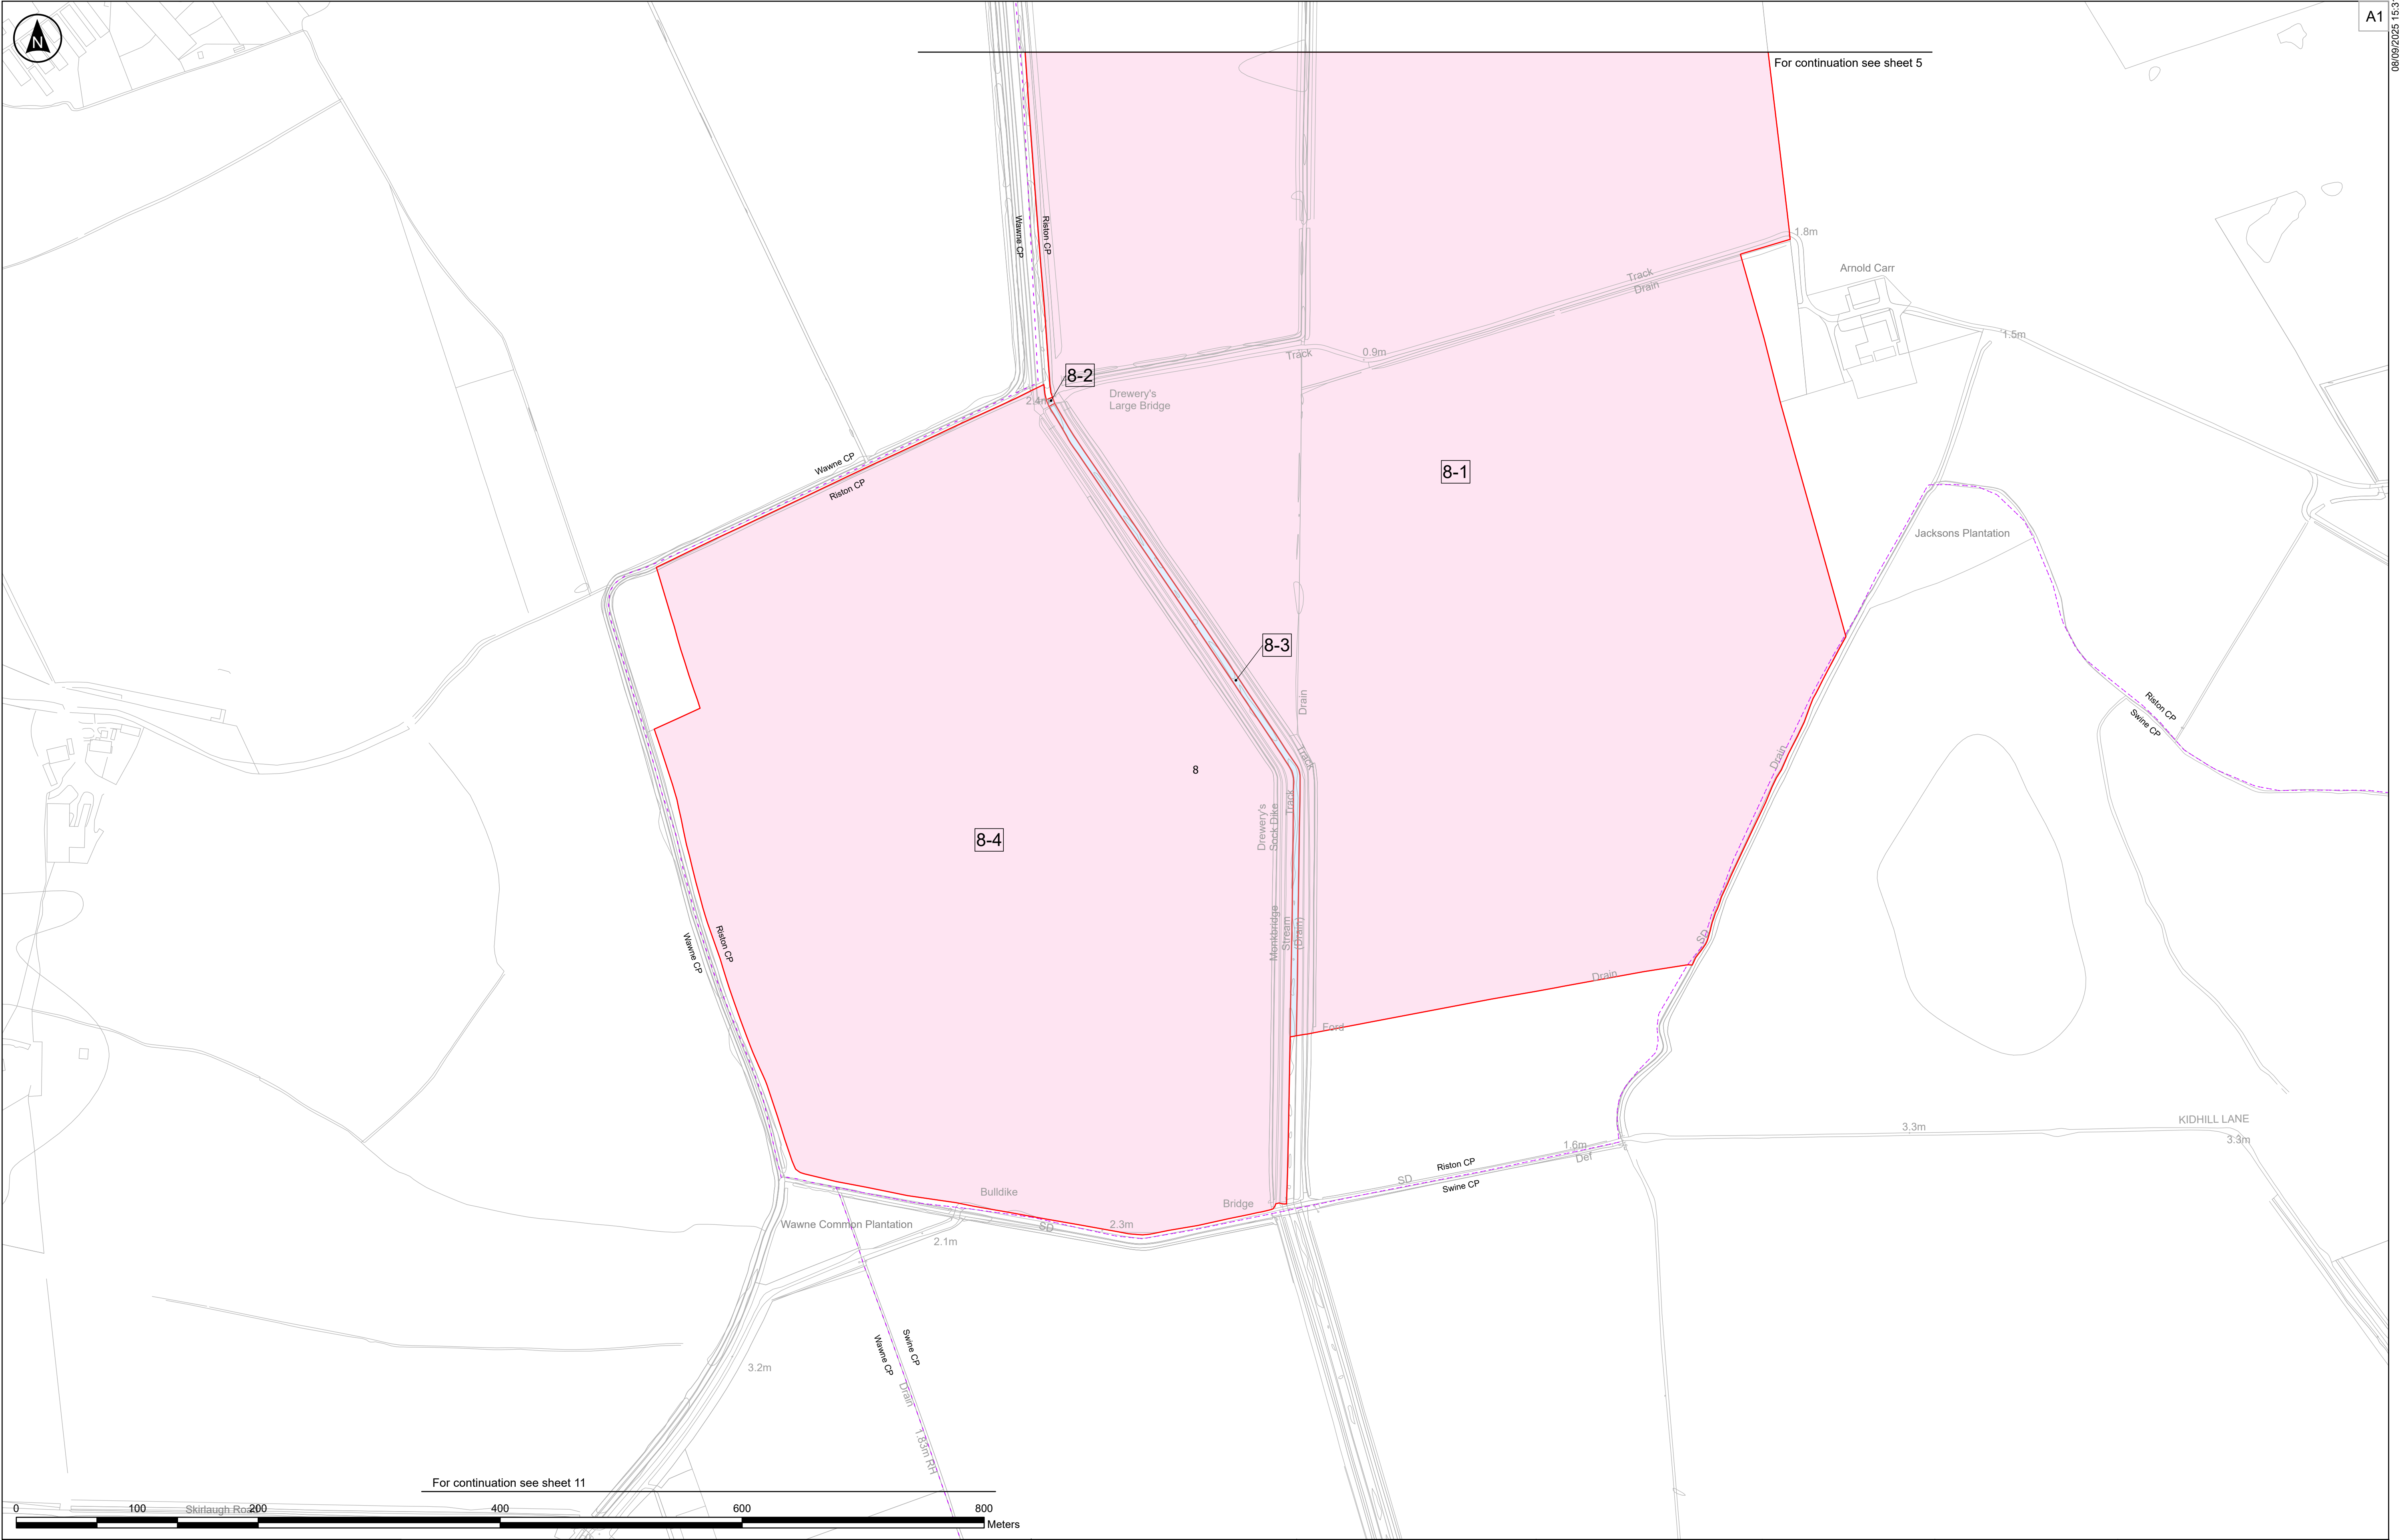 N
A1
08/09/2025 15:3
For continuation see sheet 5
Wawne CP
Riston CP
1.8m
Arnold Carr
Track
Drain
1.5m
Track
0.9m
8-2
2.4m
Drewery's
Large Bridge
8-1
Wawne CP
Riston CP
Jacksons Plantation
8-3
Drain
Track
Riston CP
Swine CP
Drain
8
Drewery's
Sock Dike
Track
8-4
Riston CP
Wawne CP
Monkbridge
Stream
(Drain)
SD
Drain
Ford
KIDHILL LANE
3.3m
3.3m
1.6m
Def
Riston CP
SD
Swine CP
Bulldike
Bridge
Wawne Common Plantation
SD
2.3m
2.1m
Swine CP
Wawne CP
3.2m
Drain
1.83m RH
For continuation see sheet 11
0 100 200 400 600 800
Skirlaugh Road
Meters